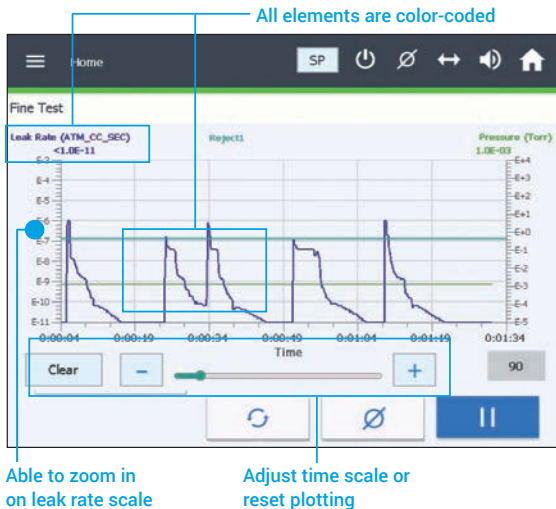 All elements are color-coded
Home
SP
Fine Test
Leak Rate (ATM_CC_SEC)
<1.0E-11
Reject1
Pressure (Torr)
1.0E-03
E-3
E-4
E-5
E-6
E-7
E-8
E-9
E-10
E-11
E+4
E+3
E+2
E+1
E+0
E-1
E-2
E-3
E-4
E-5
0:00:04 0:00:19 0:00:34 0:00:49 0:01:04 0:01:19 0:01:34
Time
Clear
−
+
90
Able to zoom in
on leak rate scale
Adjust time scale or
reset plotting